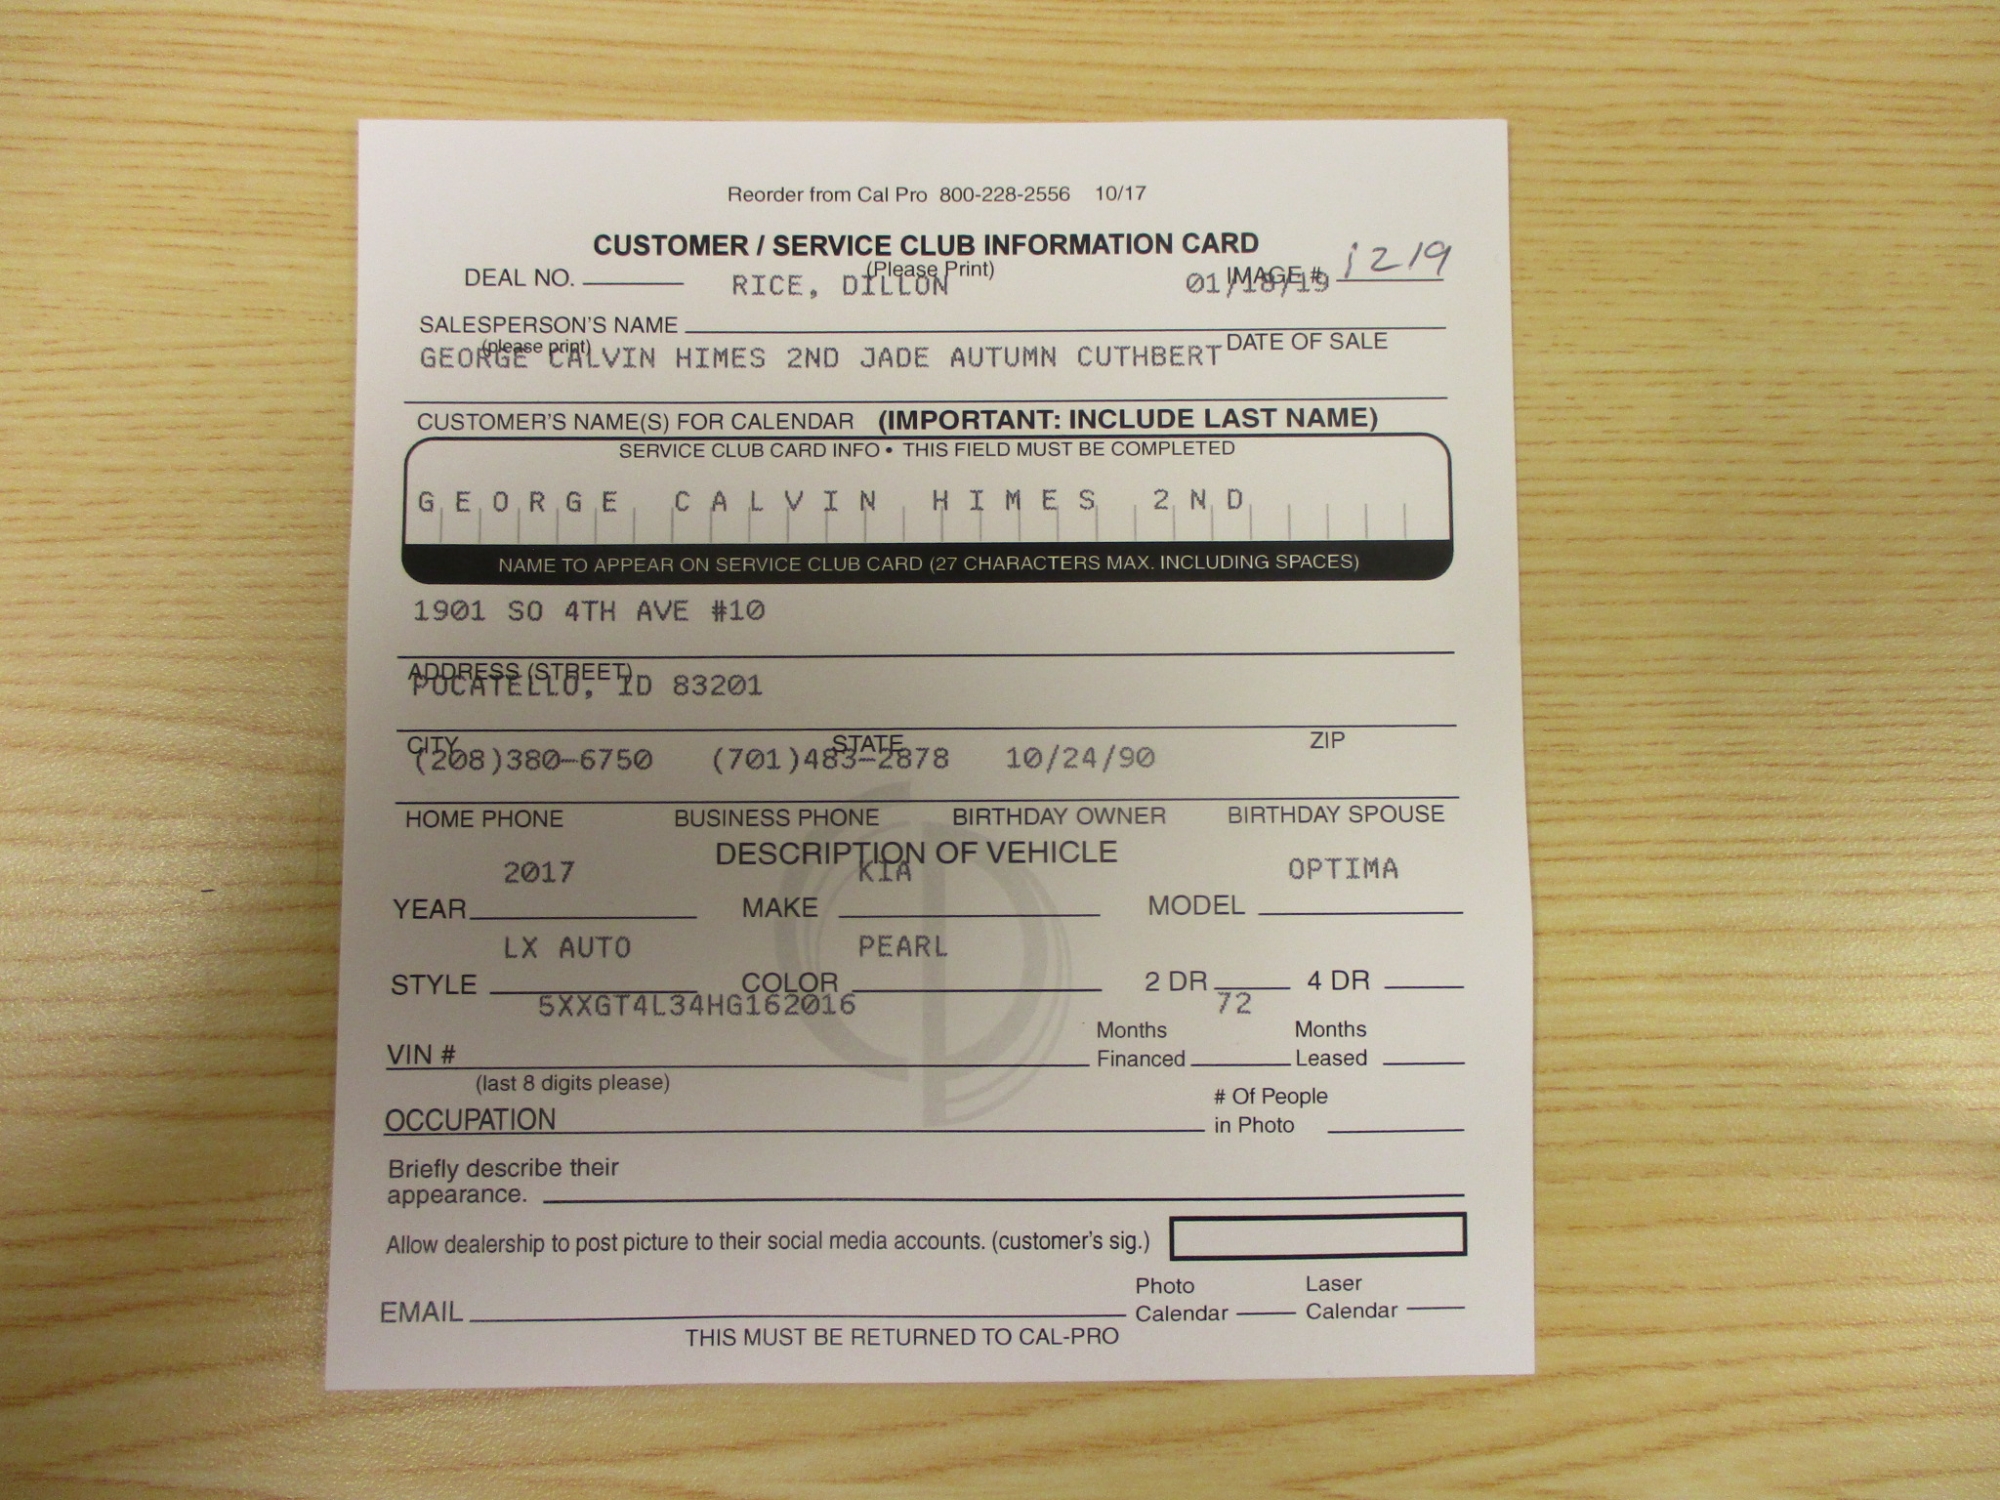 Reorder from Cal Pro 800-228-2556 10/17
CUSTOMER / SERVICE CLUB INFORMATION CARD
(Please Print)
DEAL NO. RICE, DILLON 01/18/19 IMAGE # 1219
SALESPERSON'S NAME
(please print) DATE OF SALE
GEORGE CALVIN HIMES 2ND JADE AUTUMN CUTHBERT
CUSTOMER'S NAME(S) FOR CALENDAR (IMPORTANT: INCLUDE LAST NAME)
SERVICE CLUB CARD INFO • THIS FIELD MUST BE COMPLETED
GEORGE CALVIN HIMES 2ND
NAME TO APPEAR ON SERVICE CLUB CARD (27 CHARACTERS MAX. INCLUDING SPACES)
1901 SO 4TH AVE #10
ADDRESS (STREET)
POCATELLO, ID 83201
CITY STATE ZIP
(208)380-6750 (701)483-2878 10/24/90
HOME PHONE BUSINESS PHONE BIRTHDAY OWNER BIRTHDAY SPOUSE
DESCRIPTION OF VEHICLE
2017 KIA OPTIMA
YEAR MAKE MODEL
LX AUTO PEARL
STYLE COLOR 2 DR 4 DR
5XXGT4L34HG162016 72
Months Months
VIN # Financed Leased
(last 8 digits please)
# Of People
OCCUPATION in Photo
Briefly describe their
appearance.
Allow dealership to post picture to their social media accounts. (customer's sig.)
Photo Laser
EMAIL Calendar Calendar
THIS MUST BE RETURNED TO CAL-PRO